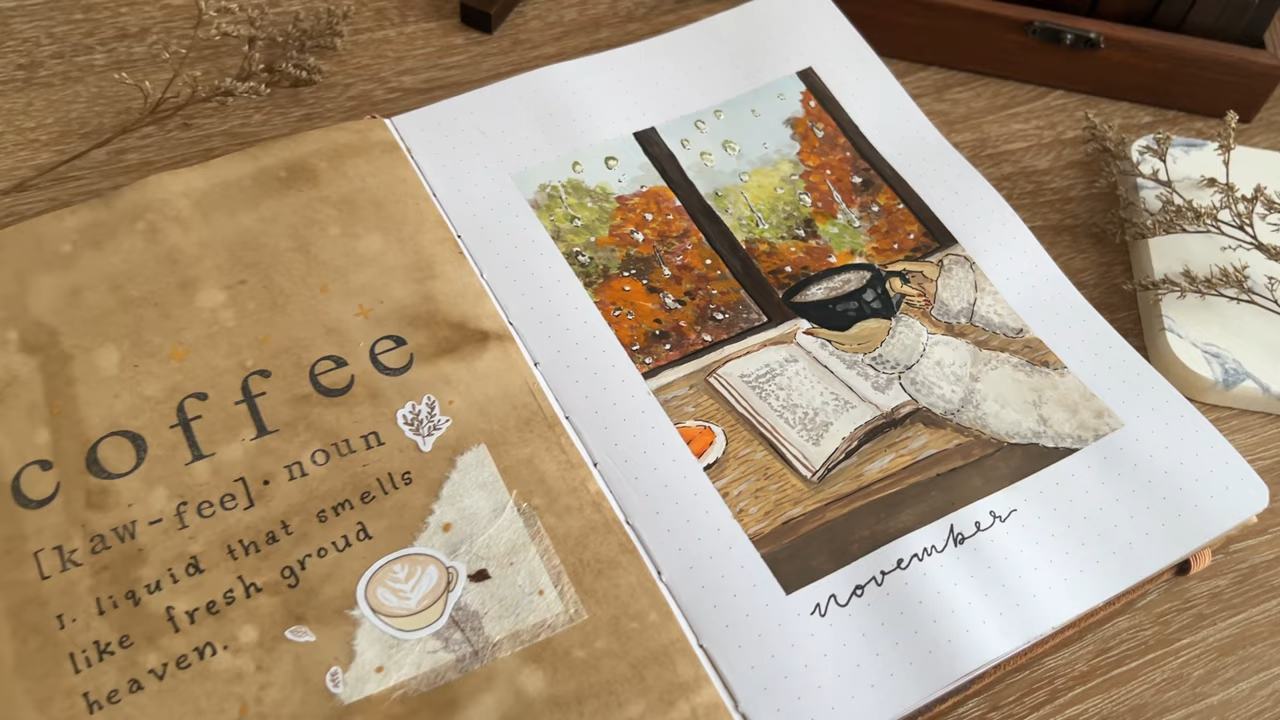 coffee
[kaw-fee]• noun
1. liquid that smells
like fresh groud
heaven.
november